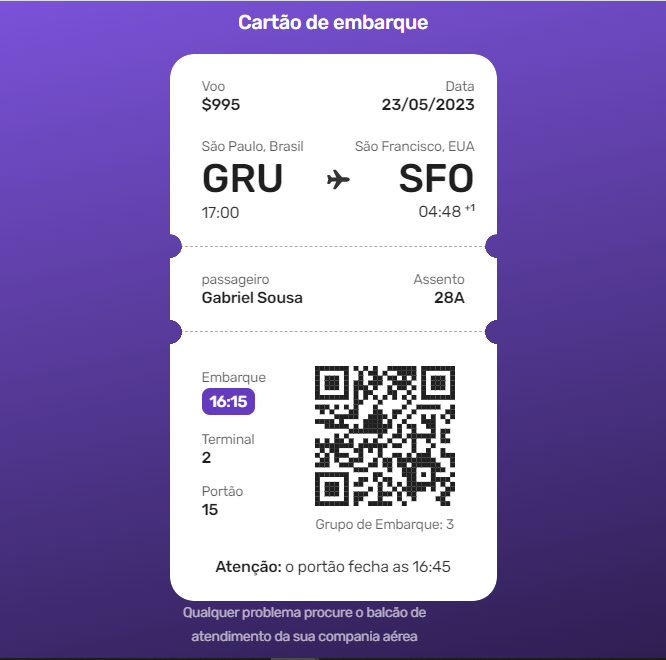 Cartão de embarque
Voo Data
$995 23/05/2023
São Paulo, Brasil São Francisco, EUA
GRU SFO
17:00 04:48 +1
passageiro Assento
Gabriel Sousa 28A
Embarque
16:15
Terminal
2
Portão
15
Grupo de Embarque: 3
Atenção: o portão fecha as 16:45
Qualquer problema procure o balcão de
atendimento da sua compania aérea